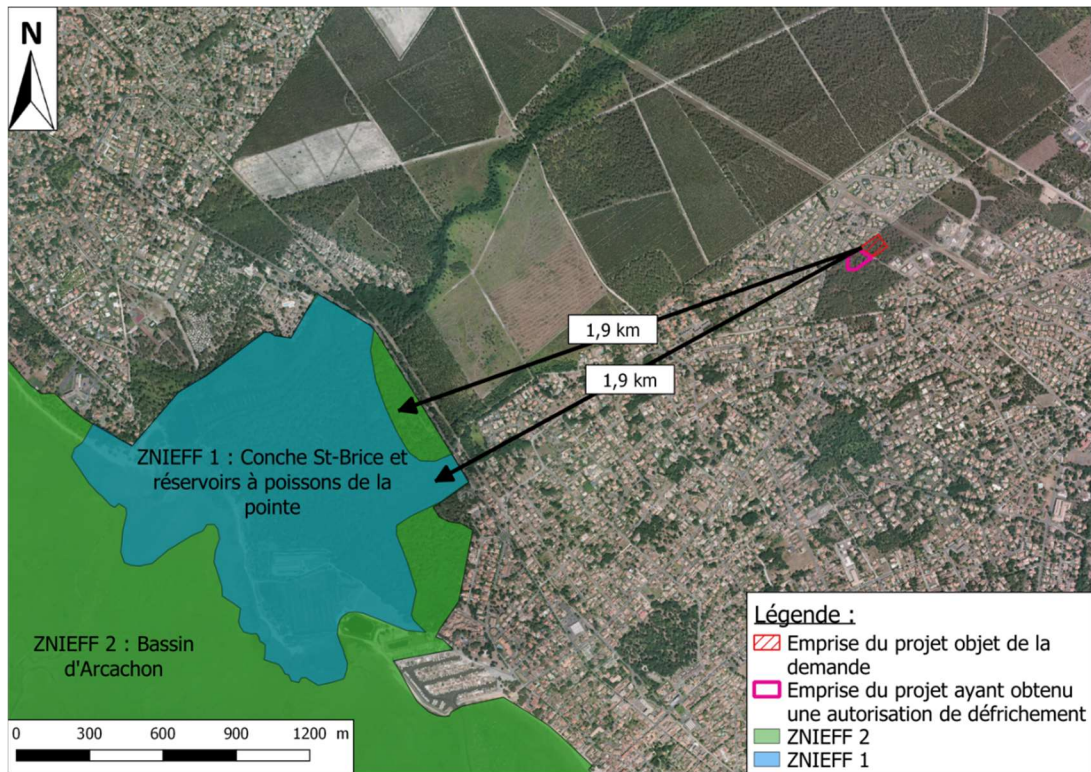 N
1,9 km
1,9 km
ZNIEFF 1 : Conche St-Brice et
réservoirs à poissons de la
pointe
ZNIEFF 2 : Bassin
d'Arcachon
0 300 600 900 1200 m
Légende :
Emprise du projet objet de la
demande
Emprise du projet ayant obtenu
une autorisation de défrichement
ZNIEFF 2
ZNIEFF 1